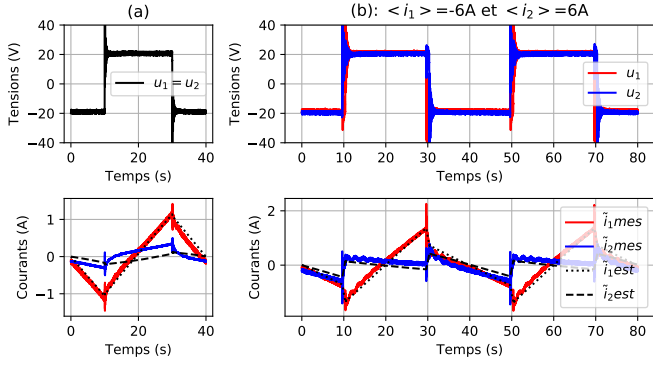 (a)
(b): < i₁ >=-6A et < i₂ >=6A
Tensions (V)
40
20
0
−20
−40
u₁ = u₂
0
20
40
Temps (s)
Tensions (V)
40
20
0
−20
−40
u₁
u₂
0
10
20
30
40
50
60
70
80
Temps (s)
Courants (A)
1
0
−1
0
20
40
Temps (s)
Courants (A)
2
0
ĩ₁mes
ĩ₂mes
ĩ₁est
ĩ₂est
0
10
20
30
40
50
60
70
80
Temps (s)